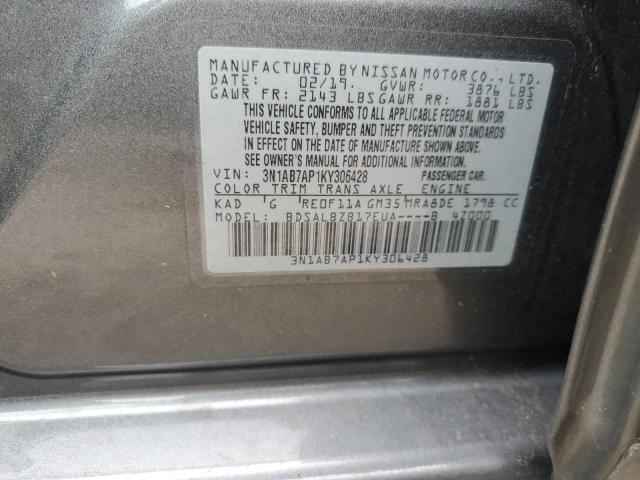 MANUFACTURED BY NISSAN MOTOR CO., LTD.
DATE: 02/19. GVWR: 3876 LBS
GAWR FR: 2143 LBS GAWR RR: 1881 LBS
THIS VEHICLE CONFORMS TO ALL APPLICABLE FEDERAL MOTOR
VEHICLE SAFETY, BUMPER AND THEFT PREVENTION STANDARDS
IN EFFECT ON THE DATE OF MANUFACTURE SHOWN ABOVE.
SEE OWNER'S MANUAL FOR ADDITIONAL INFORMATION.
VIN: 3N1AB7AP1KY306428 PASSENGER CAR.
COLOR TRIM TRANS AXLE ENGINE
KAD G RE0F11A GM35 MRA8DE 1798 CC
MODEL: BDSALBZB17EUA----B 4Z000
3N1AB7AP1KY306428